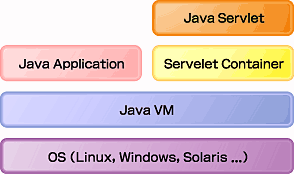 Java Servlet
Java Application
Servelet Container
Java VM
OS (Linux, Windows, Solaris ...)